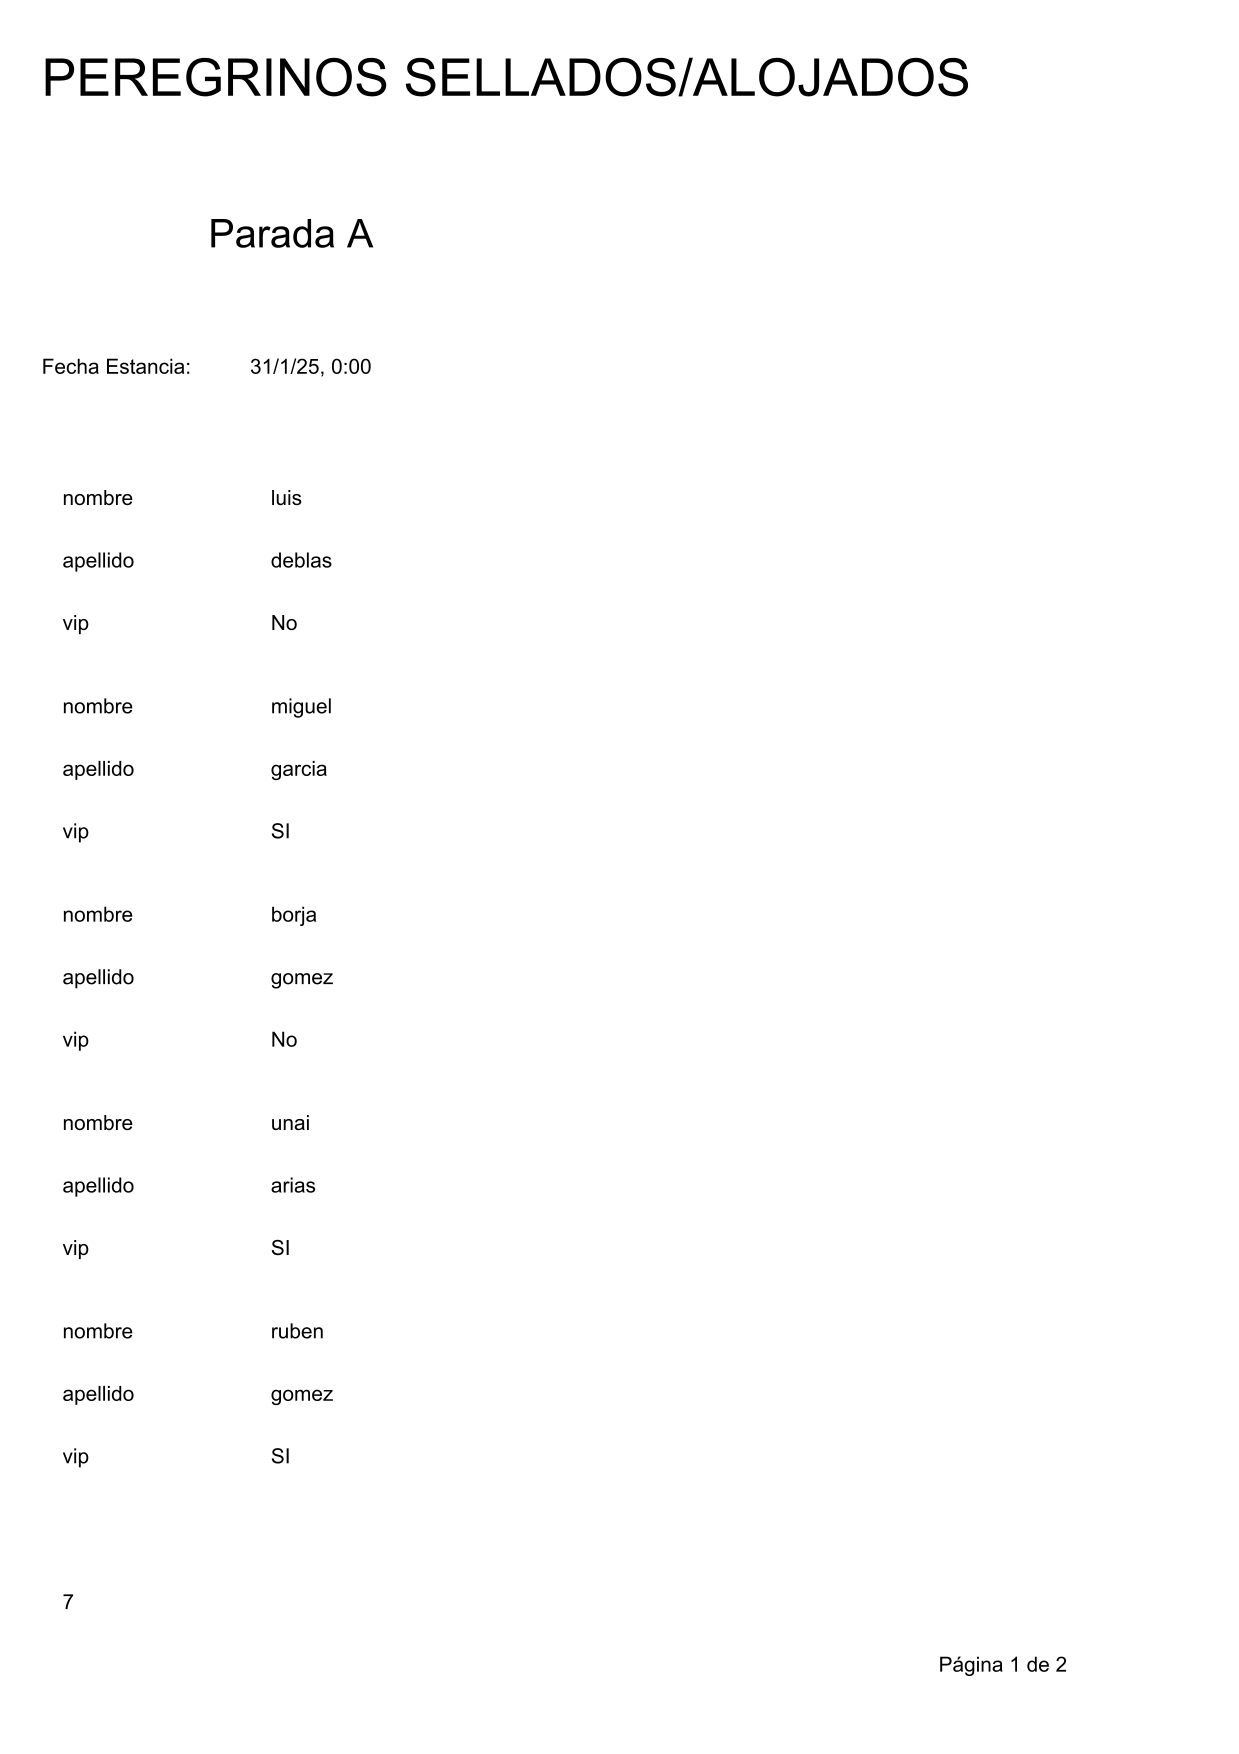 PEREGRINOS SELLADOS/ALOJADOS
Parada A
Fecha Estancia: 31/1/25, 0:00
nombre luis
apellido deblas
vip No
nombre miguel
apellido garcia
vip SI
nombre borja
apellido gomez
vip No
nombre unai
apellido arias
vip SI
nombre ruben
apellido gomez
vip SI
7
Página 1 de 2